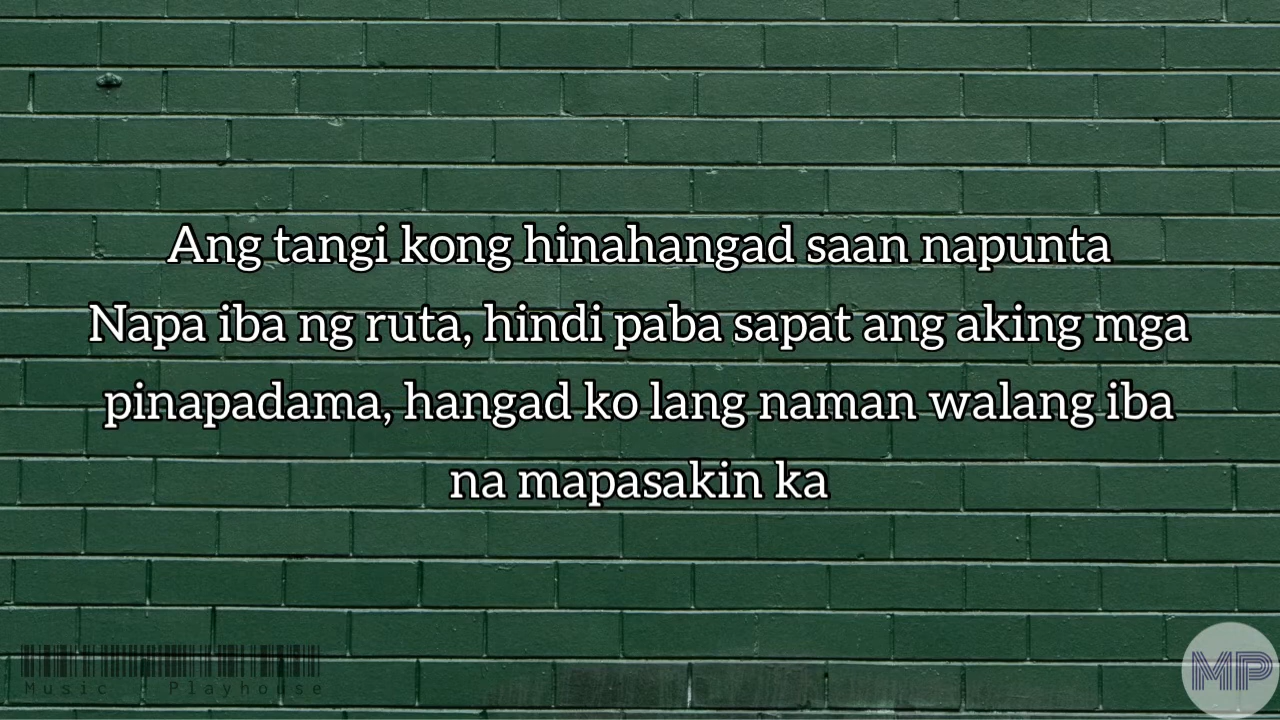 Ang tangi kong hinahangad saan napunta
Napa iba ng ruta, hindi paba sapat ang aking mga
pinapadama, hangad ko lang naman walang iba
na mapasakin ka
Music Playhouse
MP